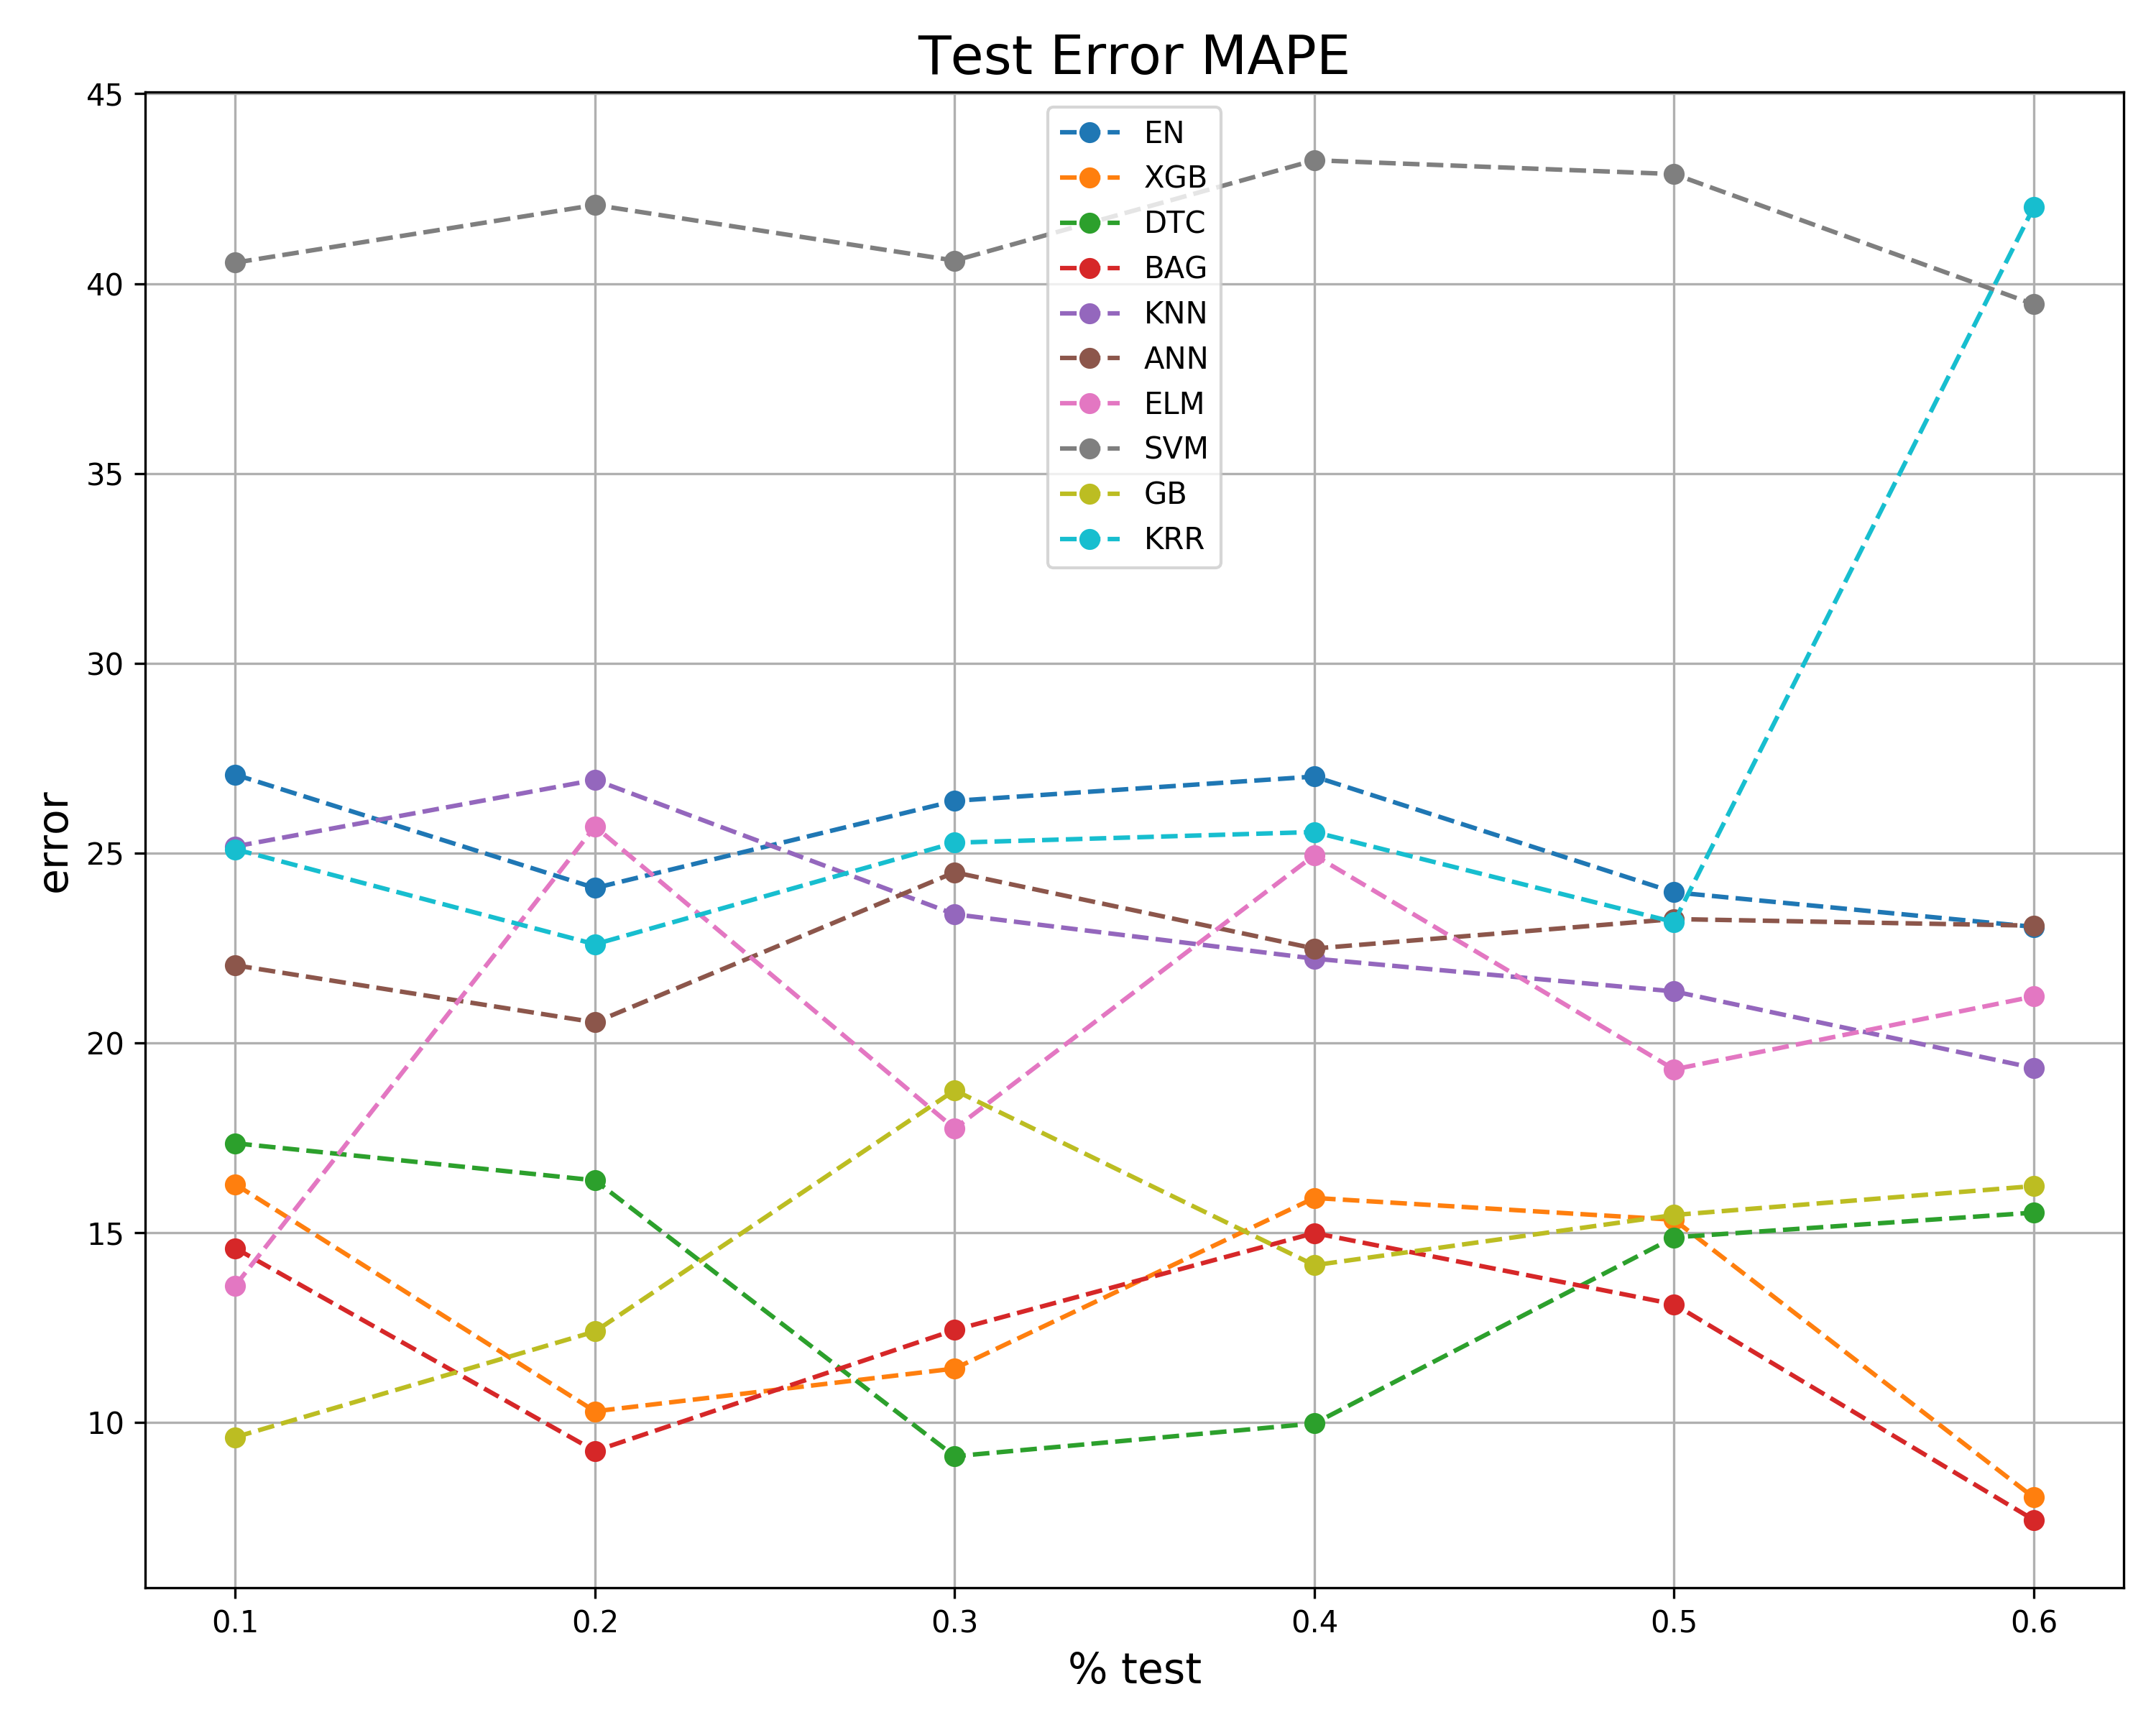 Test Error MAPE
45
40
35
30
25
20
15
10
error
EN
XGB
DTC
BAG
KNN
ANN
ELM
SVM
GB
KRR
0.1 0.2 0.3 0.4 0.5 0.6
% test